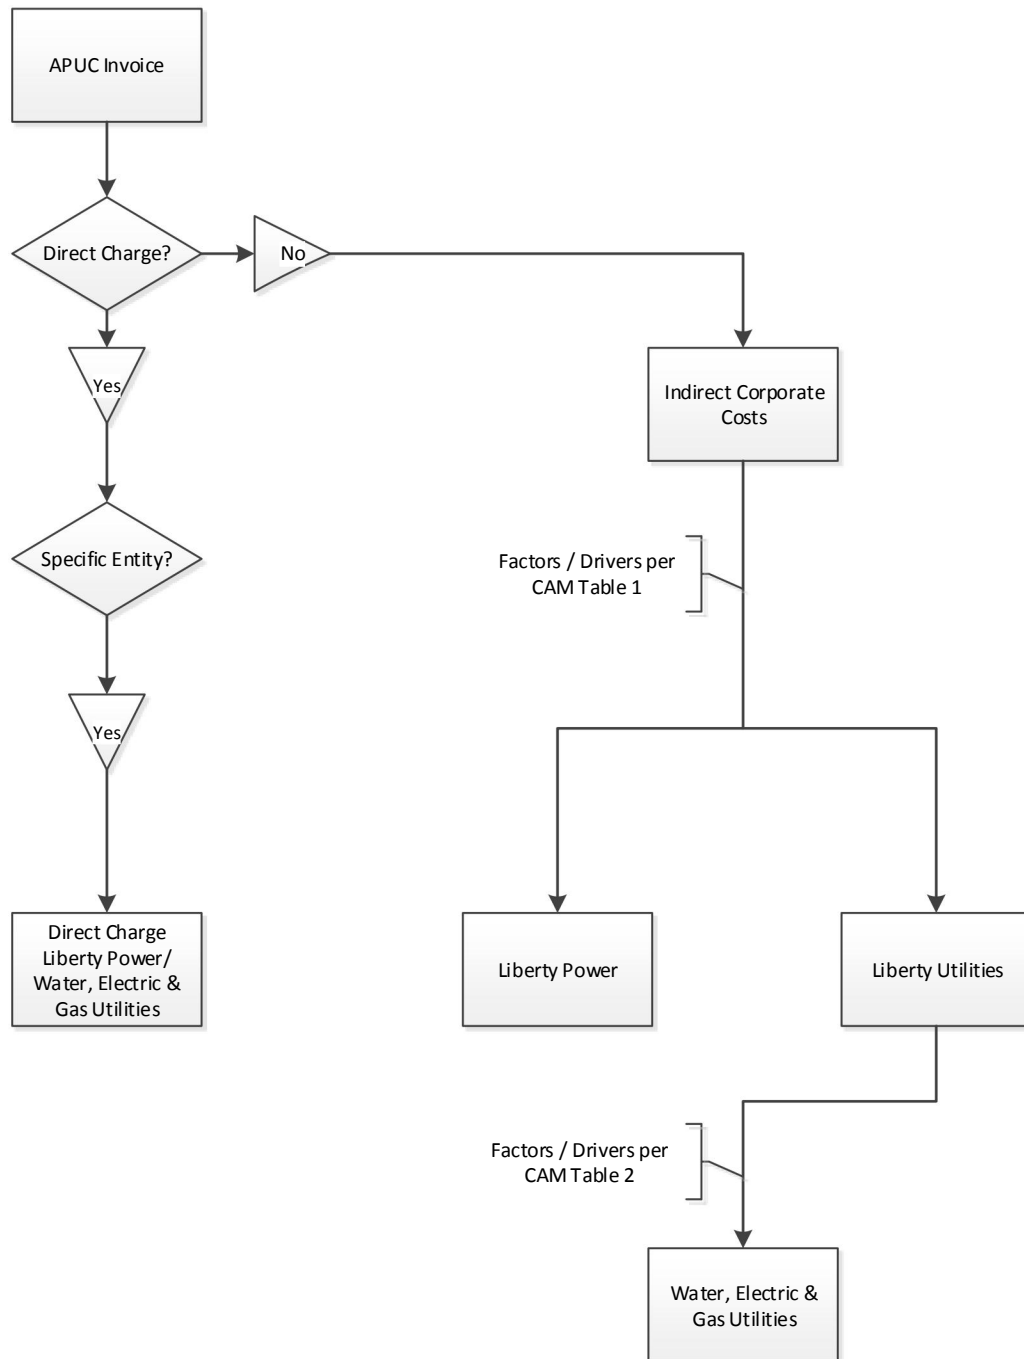 APUC Invoice
Direct Charge?
No
Yes
Indirect Corporate
Costs
Specific Entity?
Factors / Drivers per
CAM Table 1
Yes
Direct Charge
Liberty Power/
Water, Electric &
Gas Utilities
Liberty Power
Liberty Utilities
Factors / Drivers per
CAM Table 2
Water, Electric &
Gas Utilities